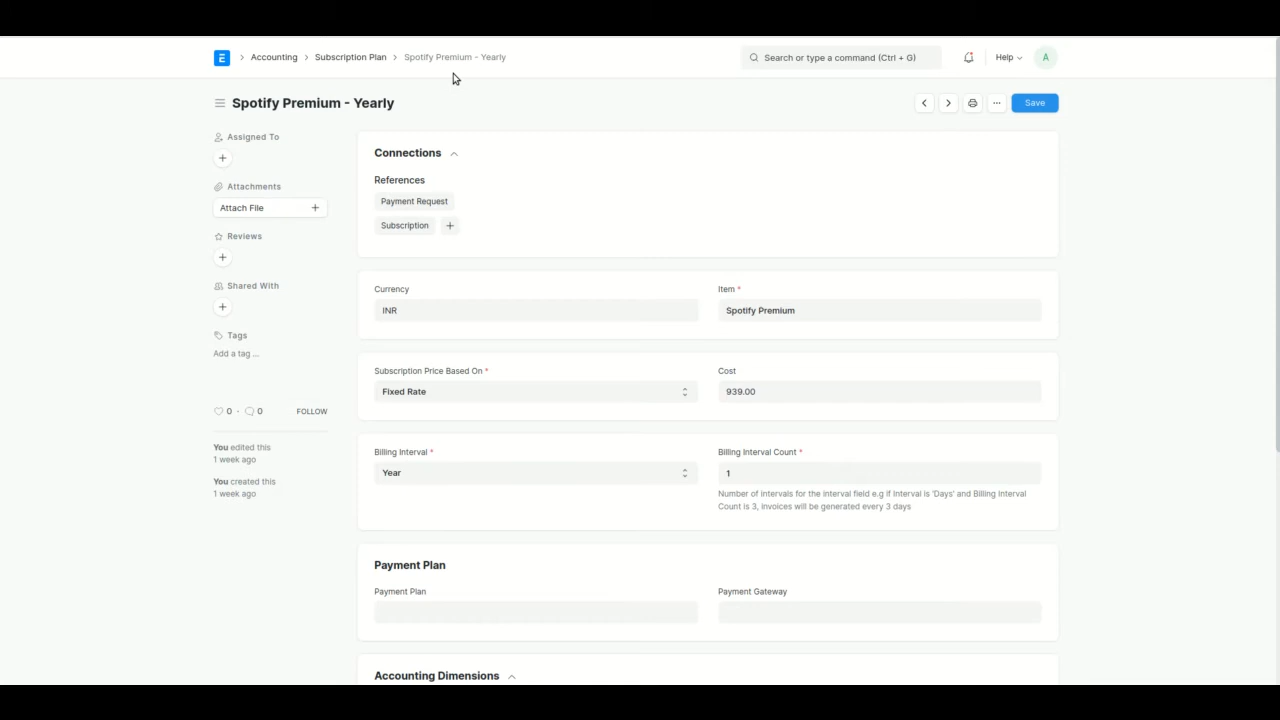 Accounting
Subscription Plan
Spotify Premium - Yearly
Search or type a command (Ctrl + G)
Help
A
Spotify Premium - Yearly
Save
Assigned To
Attachments
Attach File
Reviews
Shared With
Tags
Add a tag ...
0 · 0 FOLLOW
You edited this
1 week ago
You created this
1 week ago
Connections
References
Payment Request
Subscription
Currency
INR
Item *
Spotify Premium
Subscription Price Based On *
Fixed Rate
Cost
939.00
Billing Interval *
Year
Billing Interval Count *
1
Number of intervals for the interval field e.g if Interval is 'Days' and Billing Interval
Count is 3, invoices will be generated every 3 days
Payment Plan
Payment Plan
Payment Gateway
Accounting Dimensions